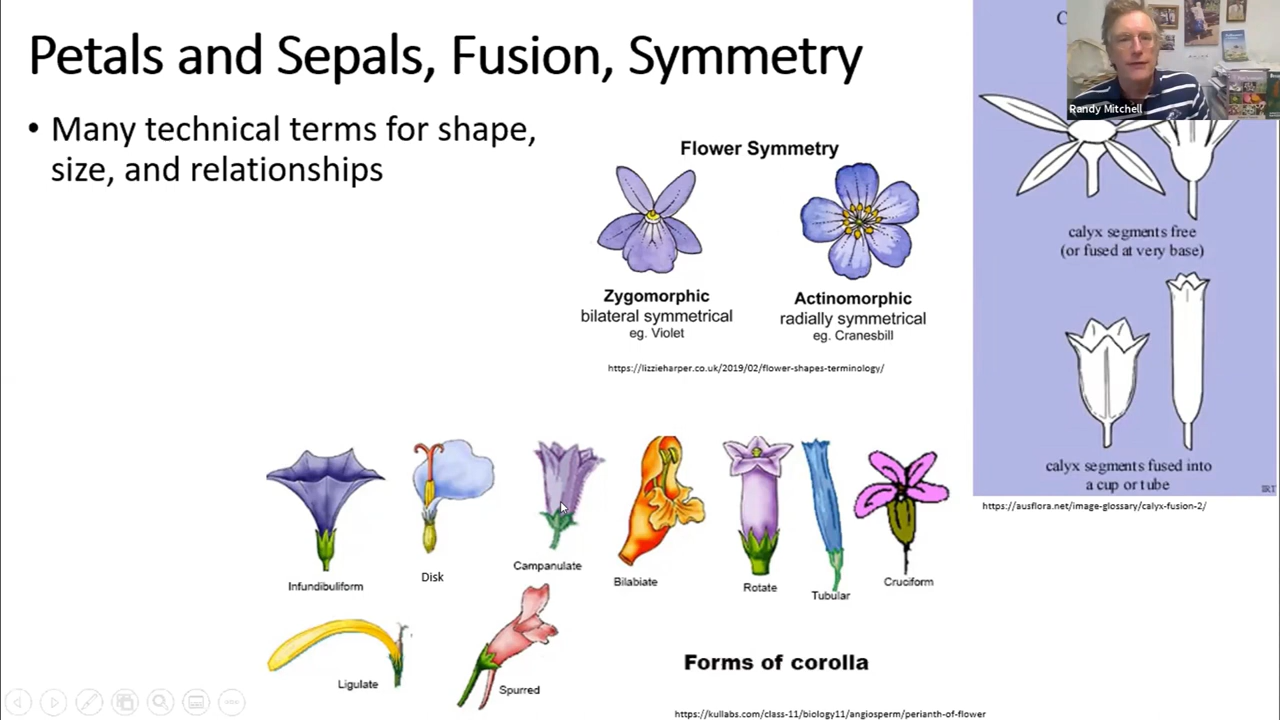 Petals and Sepals, Fusion, Symmetry
• Many technical terms for shape,
size, and relationships
Flower Symmetry
Zygomorphic
bilateral symmetrical
eg. Violet
Actinomorphic
radially symmetrical
eg. Cranesbill
https://lizzieharper.co.uk/2019/02/flower-shapes-terminology/
Randy Mitchell
calyx segments free
(or fused at very base)
calyx segments fused into
a cup or tube
IRT
https://ausflora.net/image-glossary/calyx-fusion-2/
Infundibuliform
Disk
Campanulate
Bilabiate
Rotate
Tubular
Cruciform
Ligulate
Spurred
Forms of corolla
https://kullabs.com/class-11/biology11/angiosperm/perianth-of-flower